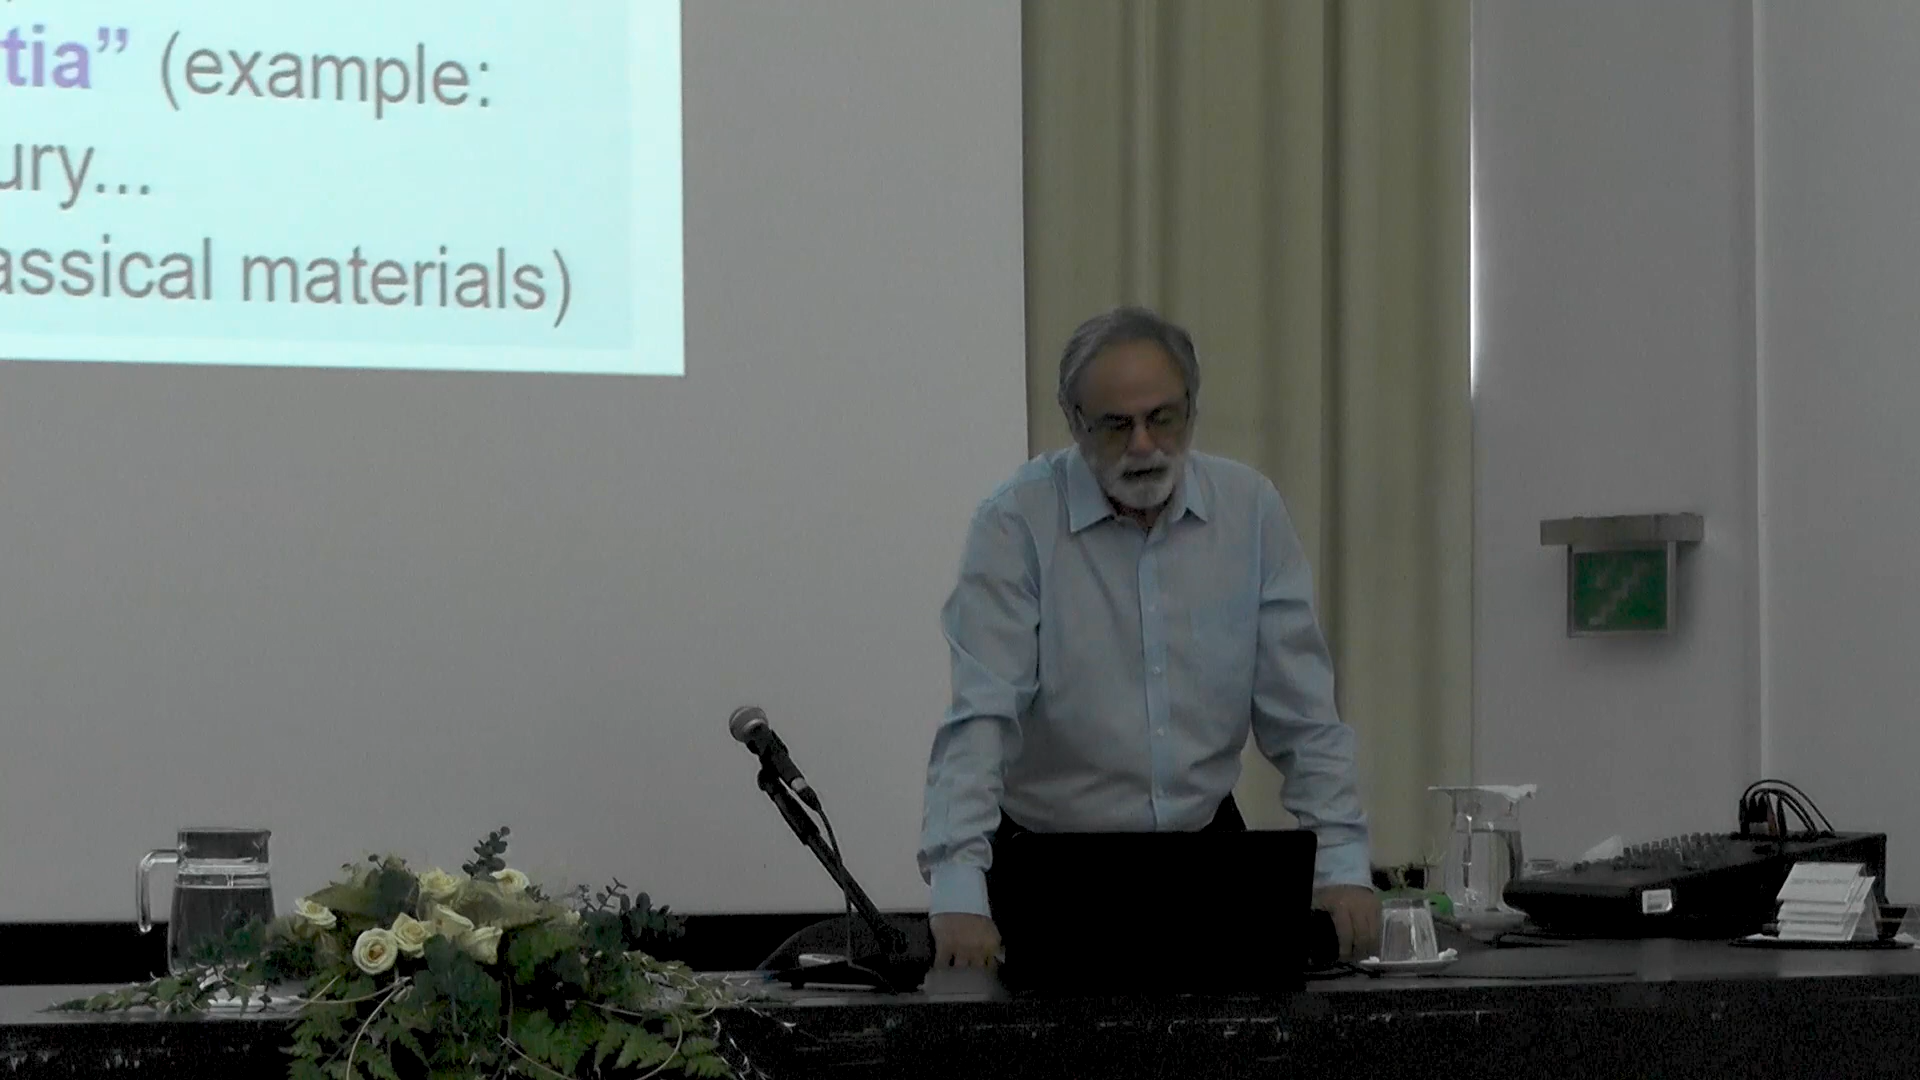 tia” (example:
ury...
assical materials)